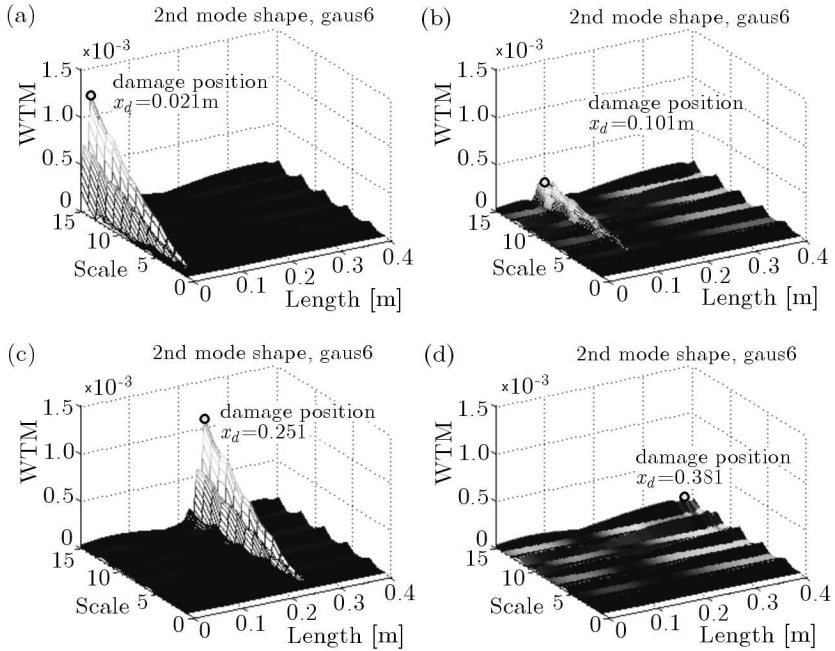 (a)
2nd mode shape, gaus6
×10⁻³
1.5
1.0
0.5
0
WTM
damage position
x_d=0.021m
15
10
5
0
Scale
0
0.1
0.2
0.3
0.4
Length [m]
(b)
2nd mode shape, gaus6
×10⁻³
1.5
1.0
0.5
0
WTM
damage position
x_d=0.101m
15
10
5
0
Scale
0
0.1
0.2
0.3
0.4
Length [m]
(c)
2nd mode shape, gaus6
×10⁻³
1.5
1.0
0.5
0
WTM
damage position
x_d=0.251
15
10
5
0
Scale
0
0.1
0.2
0.3
0.4
Length [m]
(d)
2nd mode shape, gaus6
×10⁻³
1.5
1.0
0.5
0
WTM
damage position
x_d=0.381
15
10
5
0
Scale
0
0.1
0.2
0.3
0.4
Length [m]